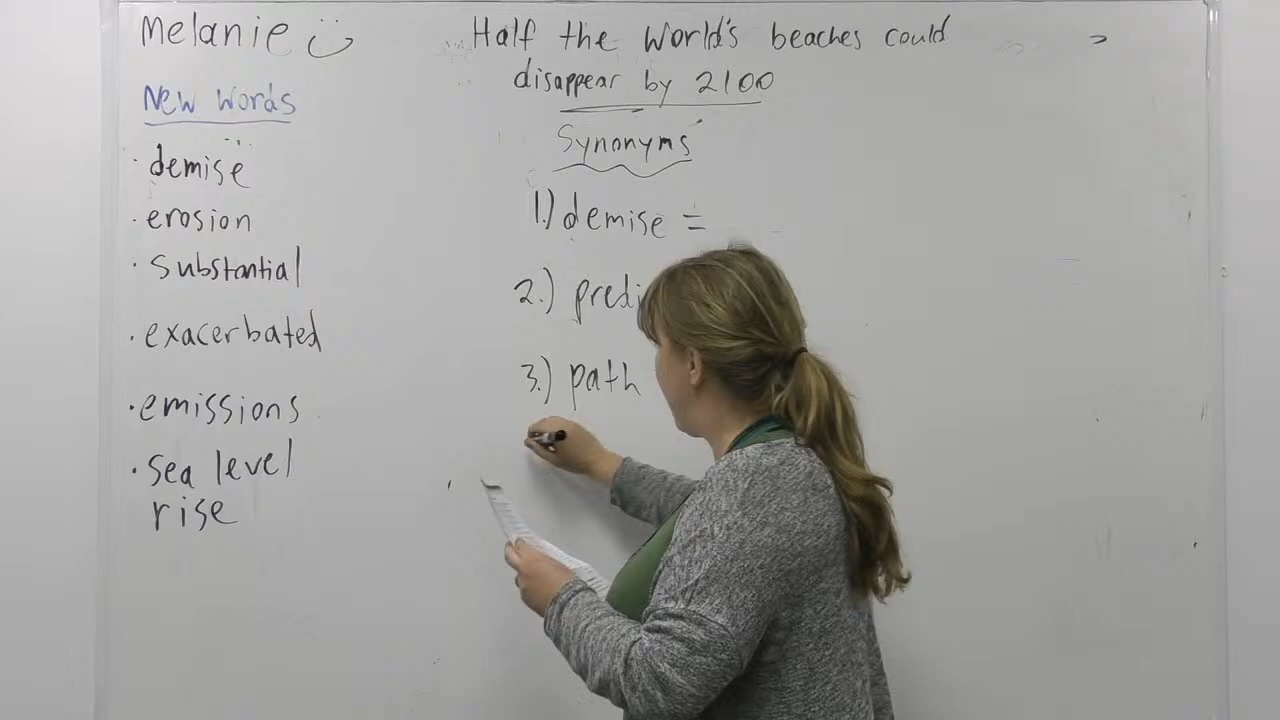 Melanie
Half the World's beaches could
disappear by 2100
New words
Synonyms
• demise
• erosion
• substantial
• exacerbated
• emissions
• sea level
rise
1.) demise =
2.) predi
3.) path